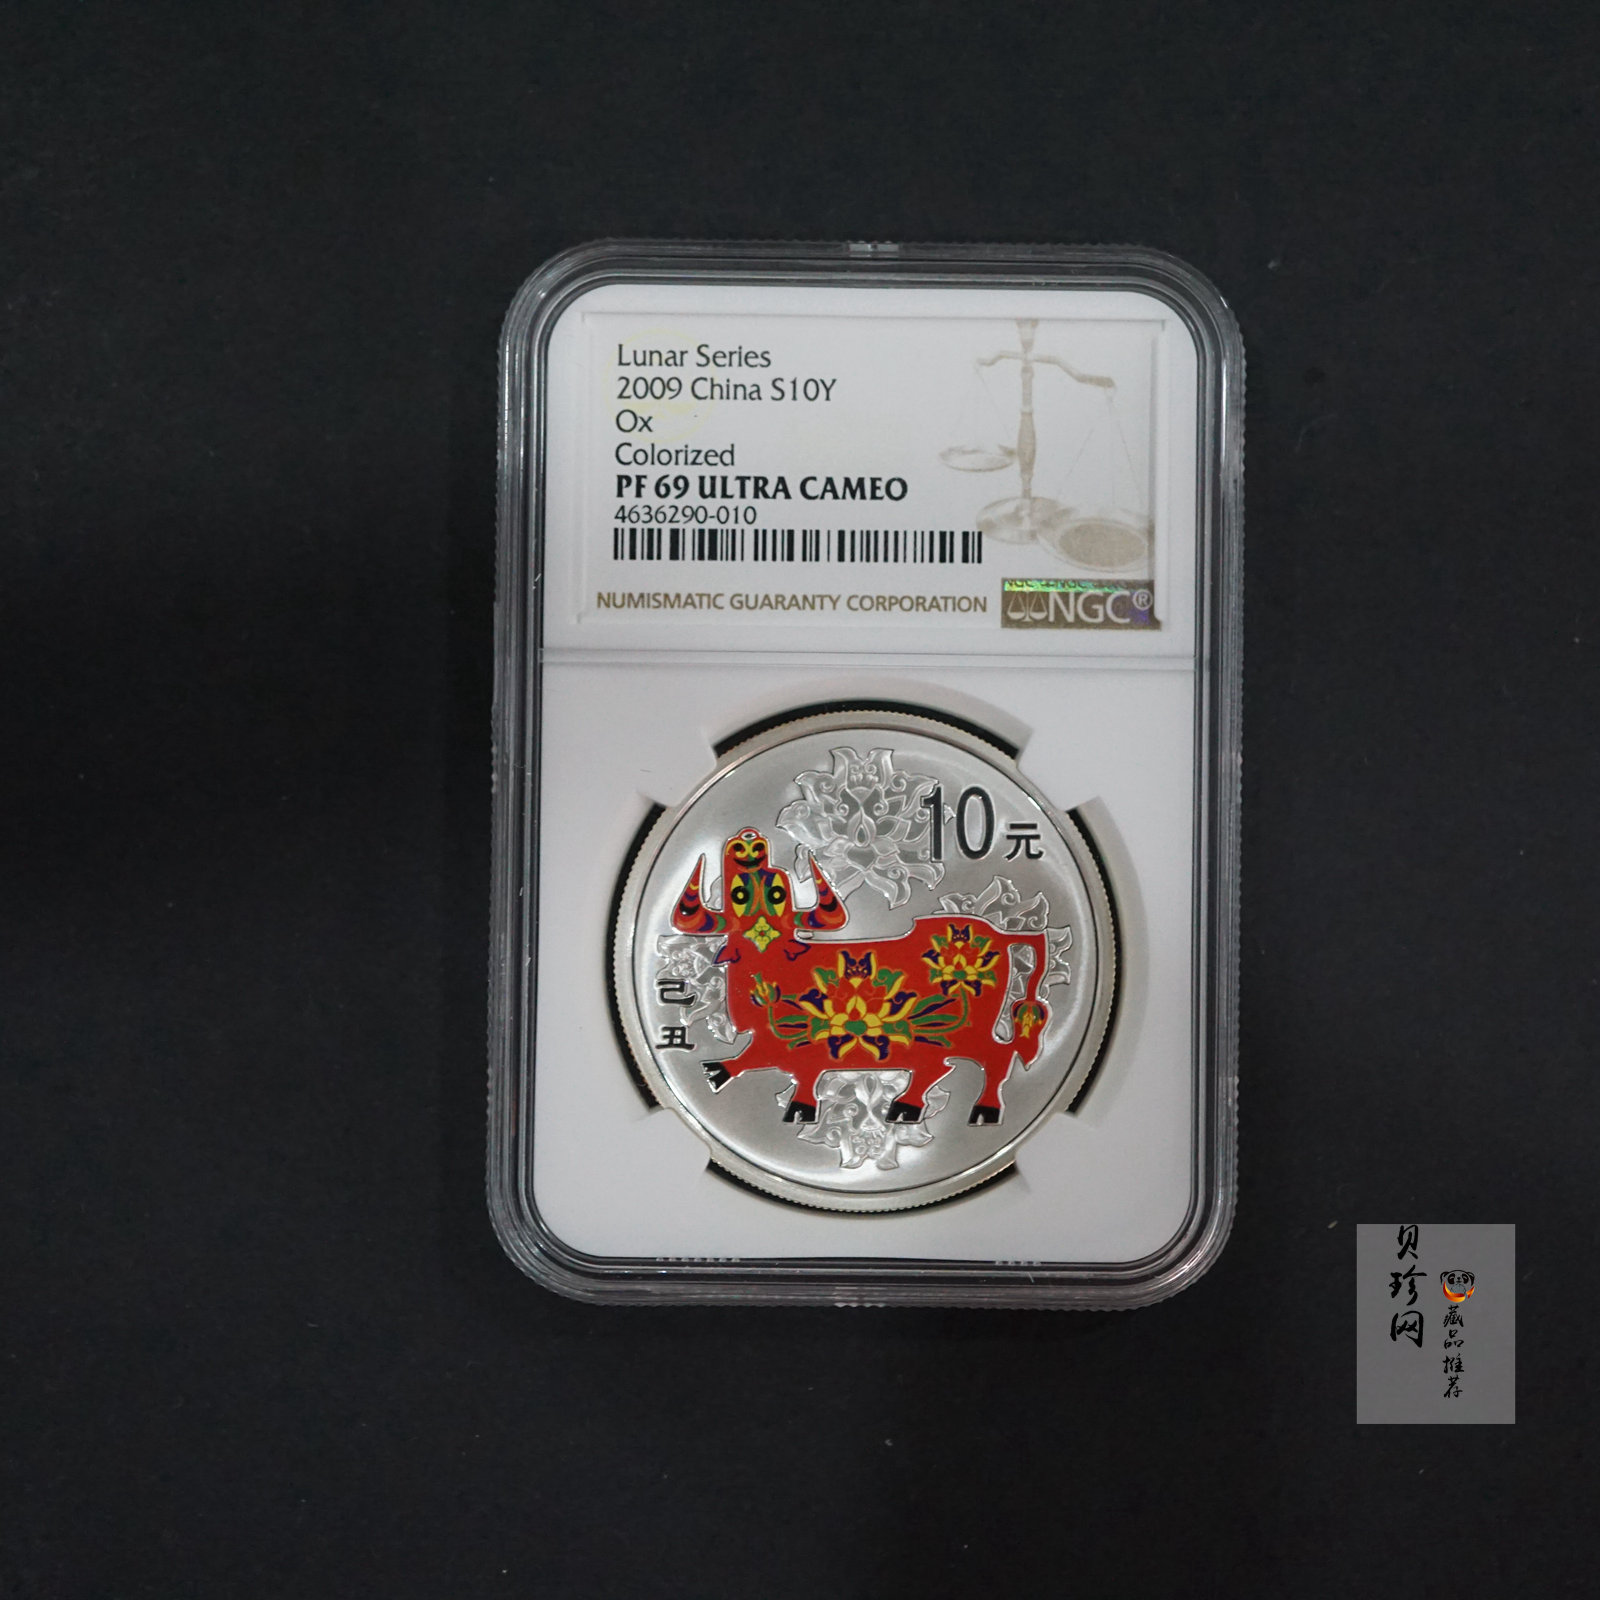 Lunar Series
2009 China S10Y
Ox
Colorized
PF 69 ULTRA CAMEO
4636290-010
NUMISMATIC GUARANTY CORPORATION
NGC®
10元
己丑
贝珍网
藏品推荐